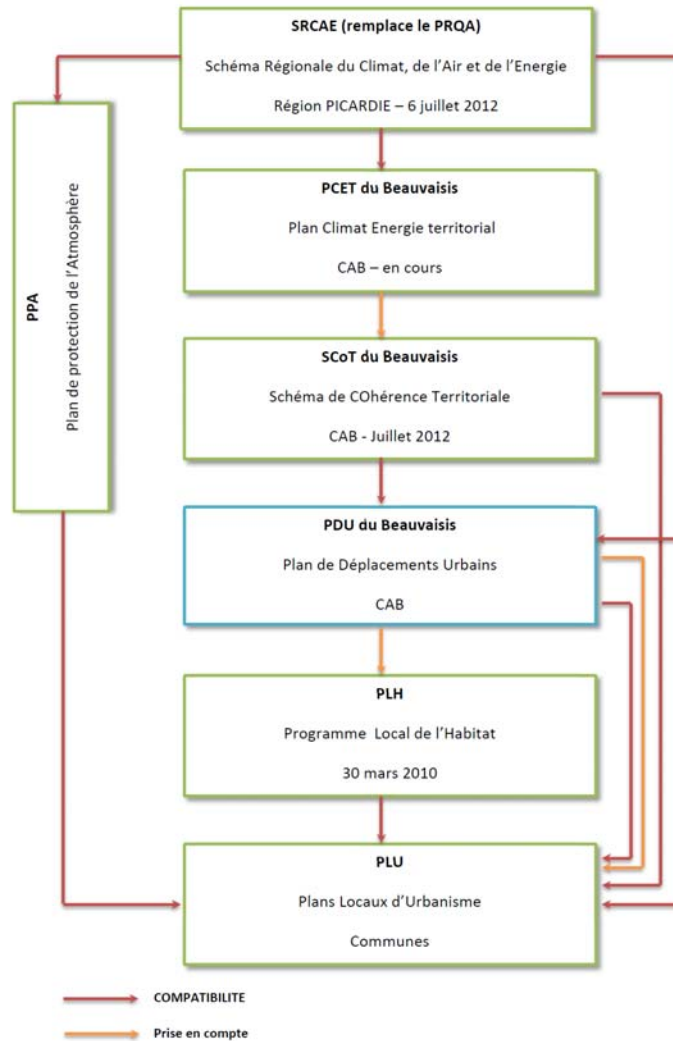 SRCAE (remplace le PRQA)
Schéma Régionale du Climat, de l’Air et de l’Energie
Région PICARDIE – 6 juillet 2012
PPA
Plan de protection de l’Atmosphère
PCET du Beauvaisis
Plan Climat Energie territorial
CAB – en cours
SCoT du Beauvaisis
Schéma de COhérence Territoriale
CAB - Juillet 2012
PDU du Beauvaisis
Plan de Déplacements Urbains
CAB
PLH
Programme Local de l’Habitat
30 mars 2010
PLU
Plans Locaux d’Urbanisme
Communes
COMPATIBILITE
Prise en compte